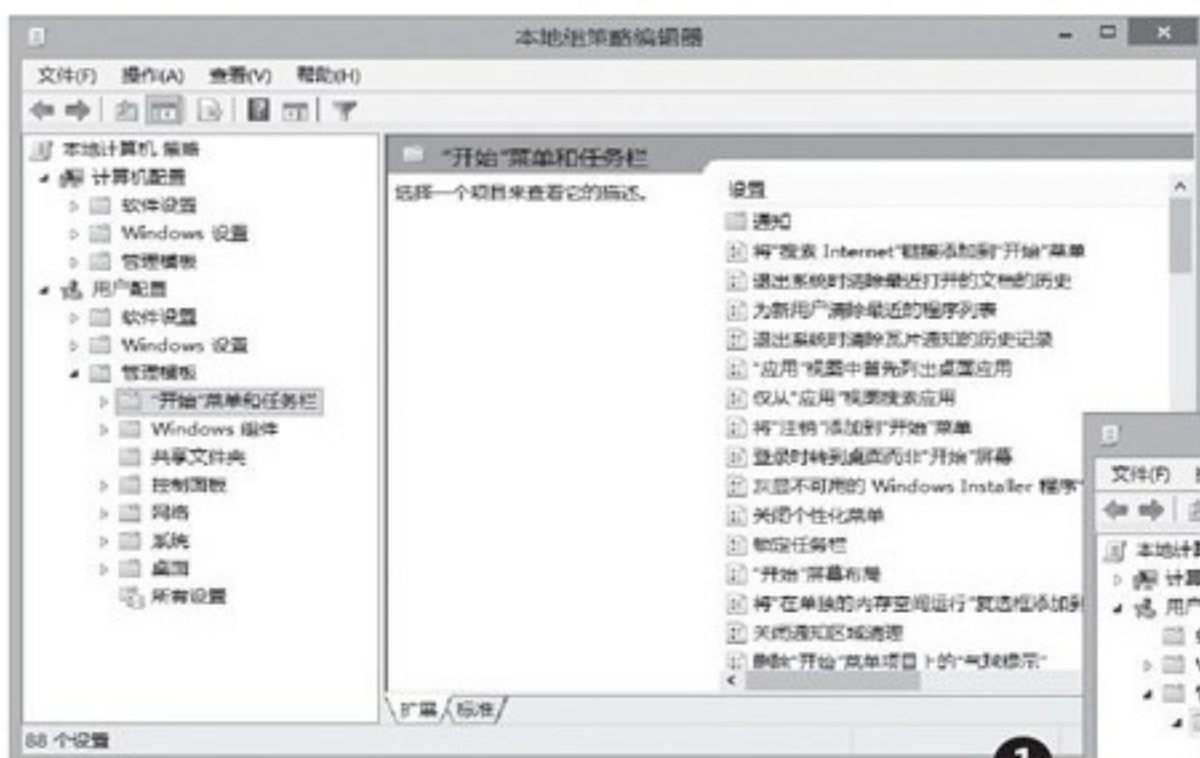 本地组策略编辑器
文件(F) 操作(A) 查看(V) 帮助(H)
本地计算机 策略
计算机配置
软件设置
Windows 设置
管理模板
用户配置
软件设置
Windows 设置
管理模板
"开始"菜单和任务栏
Windows 组件
共享文件夹
控制面板
网络
系统
桌面
所有设置
"开始"菜单和任务栏
选择一个项目来查看它的描述。
设置
通知
将"搜索 Internet"链接添加到"开始"菜单
退出系统时清除最近打开的文档的历史
为新用户清除最近的程序列表
退出系统时清除瓦片通知的历史记录
"应用"视图中首先列出桌面应用
仅从"应用"视图搜索应用
将"注销"添加到"开始"菜单
登录时转到桌面而非"开始"屏幕
灰显不可用的 Windows Installer 程序"
关闭个性化菜单
锁定任务栏
"开始"屏幕布局
将"在单独的内存空间运行"复选框添加到
关闭通知区域清理
删除"开始"菜单项目上的"气球提示"
扩展 标准
88 个设置
1
文件(F)
本地计算
计算
用户